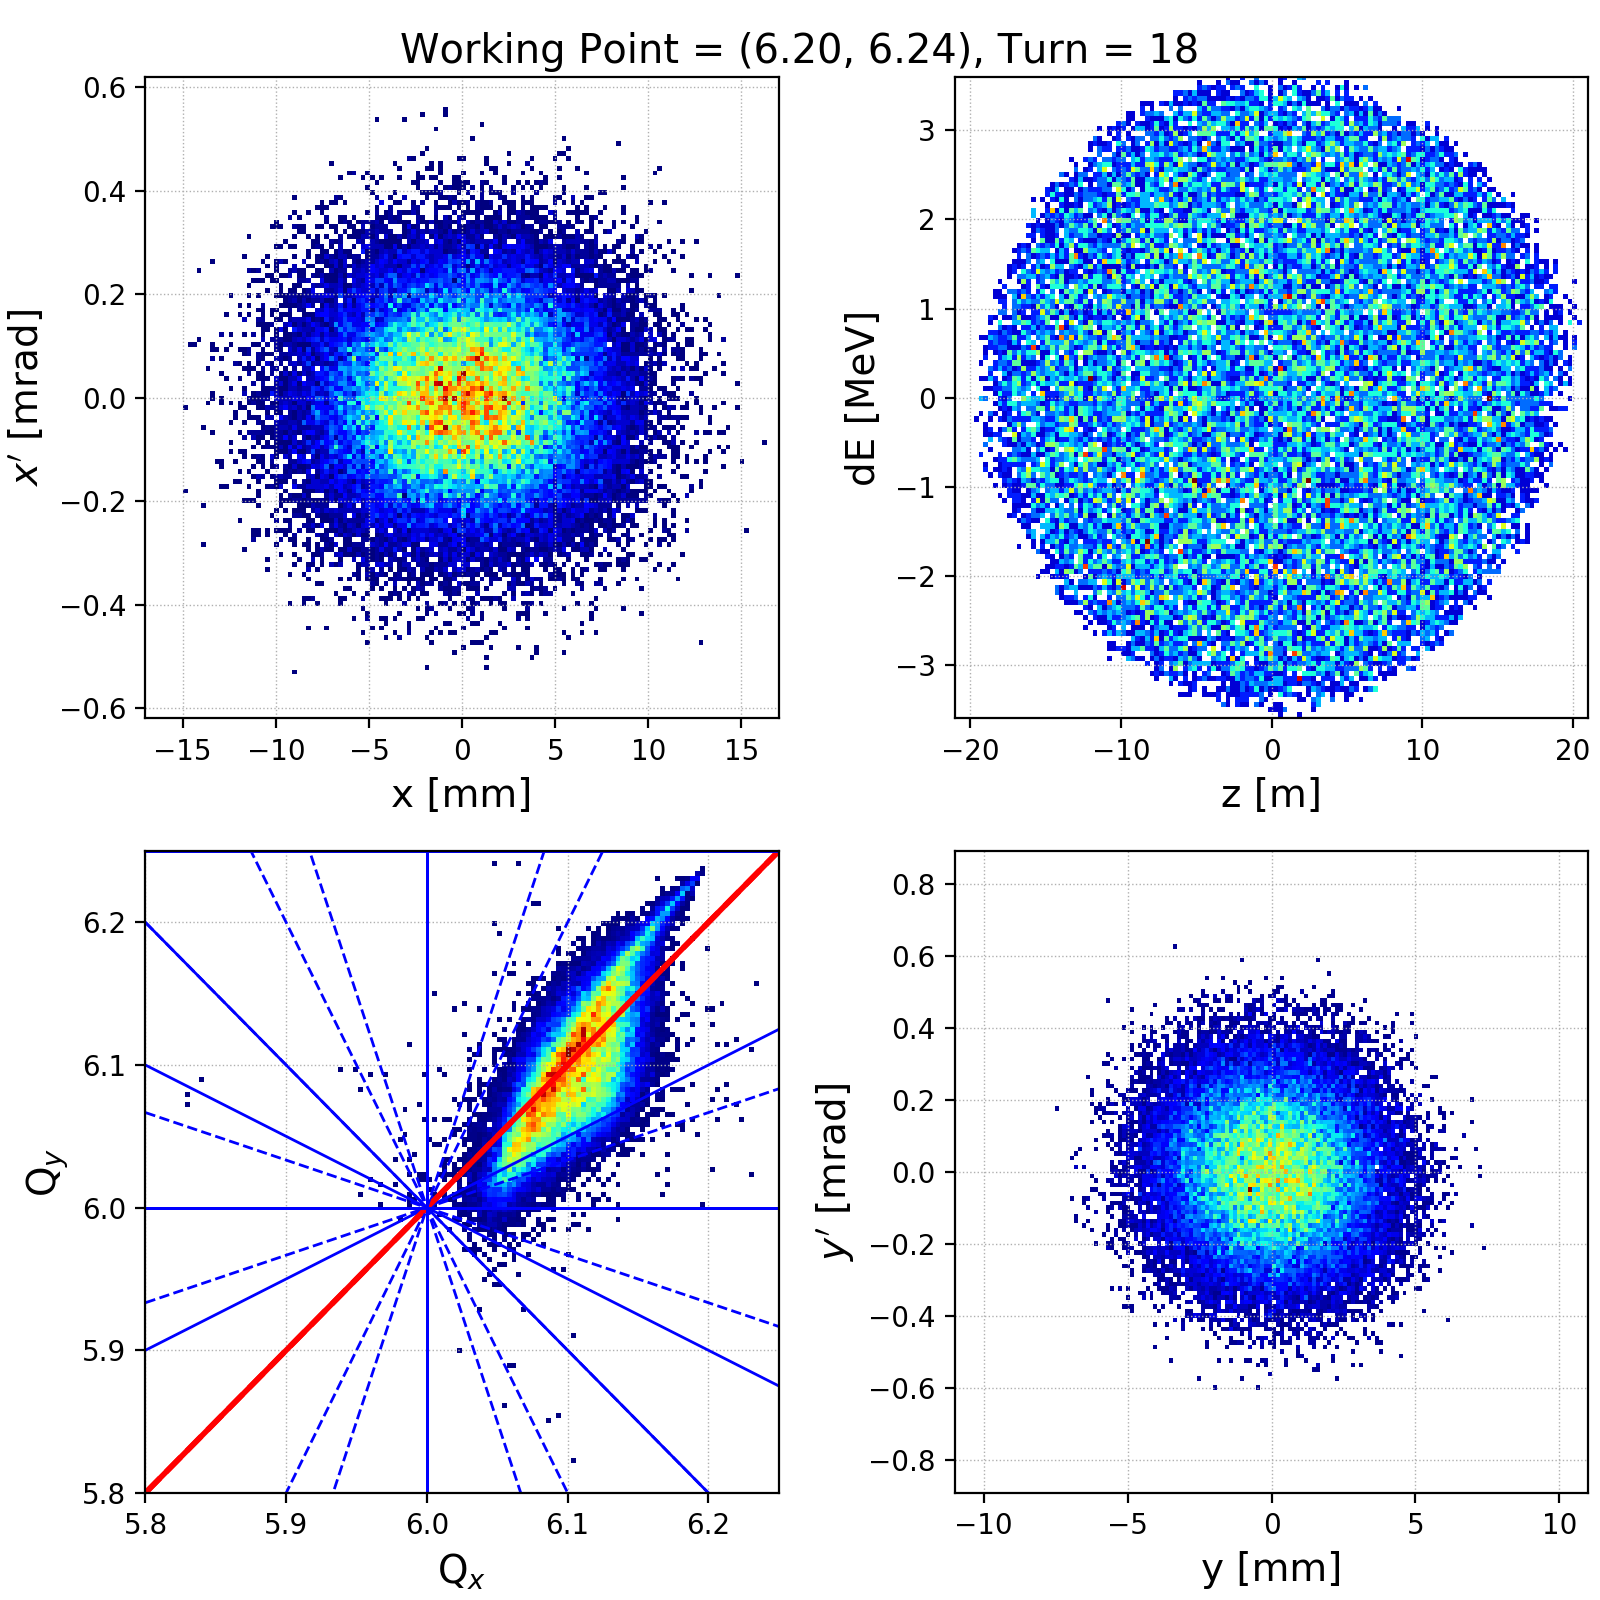 Working Point = (6.20, 6.24), Turn = 18
0.6
0.4
0.2
0.0
−0.2
−0.4
−0.6
x′ [mrad]
−15 −10 −5 0 5 10 15
x [mm]
3
2
1
0
−1
−2
−3
dE [MeV]
−20 −10 0 10 20
z [m]
6.2
6.1
6.0
5.9
5.8
Qy
5.8 5.9 6.0 6.1 6.2
Qx
0.8
0.6
0.4
0.2
0.0
−0.2
−0.4
−0.6
−0.8
y′ [mrad]
−10 −5 0 5 10
y [mm]